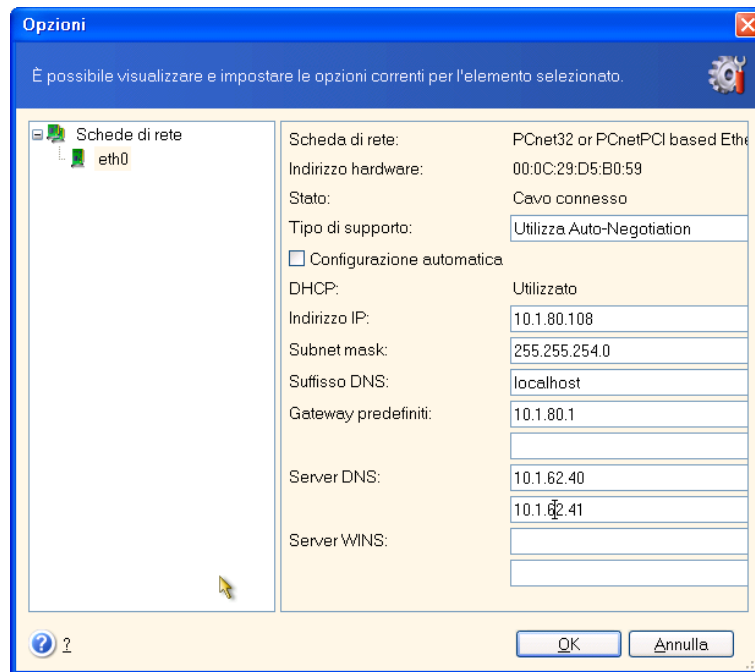 Opzioni
È possibile visualizzare e impostare le opzioni correnti per l'elemento selezionato.
Schede di rete
eth0
Scheda di rete: PCnet32 or PCnetPCI based Ethe
Indirizzo hardware: 00:0C:29:D5:B0:59
Stato: Cavo connesso
Tipo di supporto: Utilizza Auto-Negotiation
Configurazione automatica
DHCP: Utilizzato
Indirizzo IP: 10.1.80.108
Subnet mask: 255.255.254.0
Suffisso DNS: localhost
Gateway predefiniti: 10.1.80.1
Server DNS: 10.1.62.40
10.1.62.41
Server WINS:
?
OK Annulla